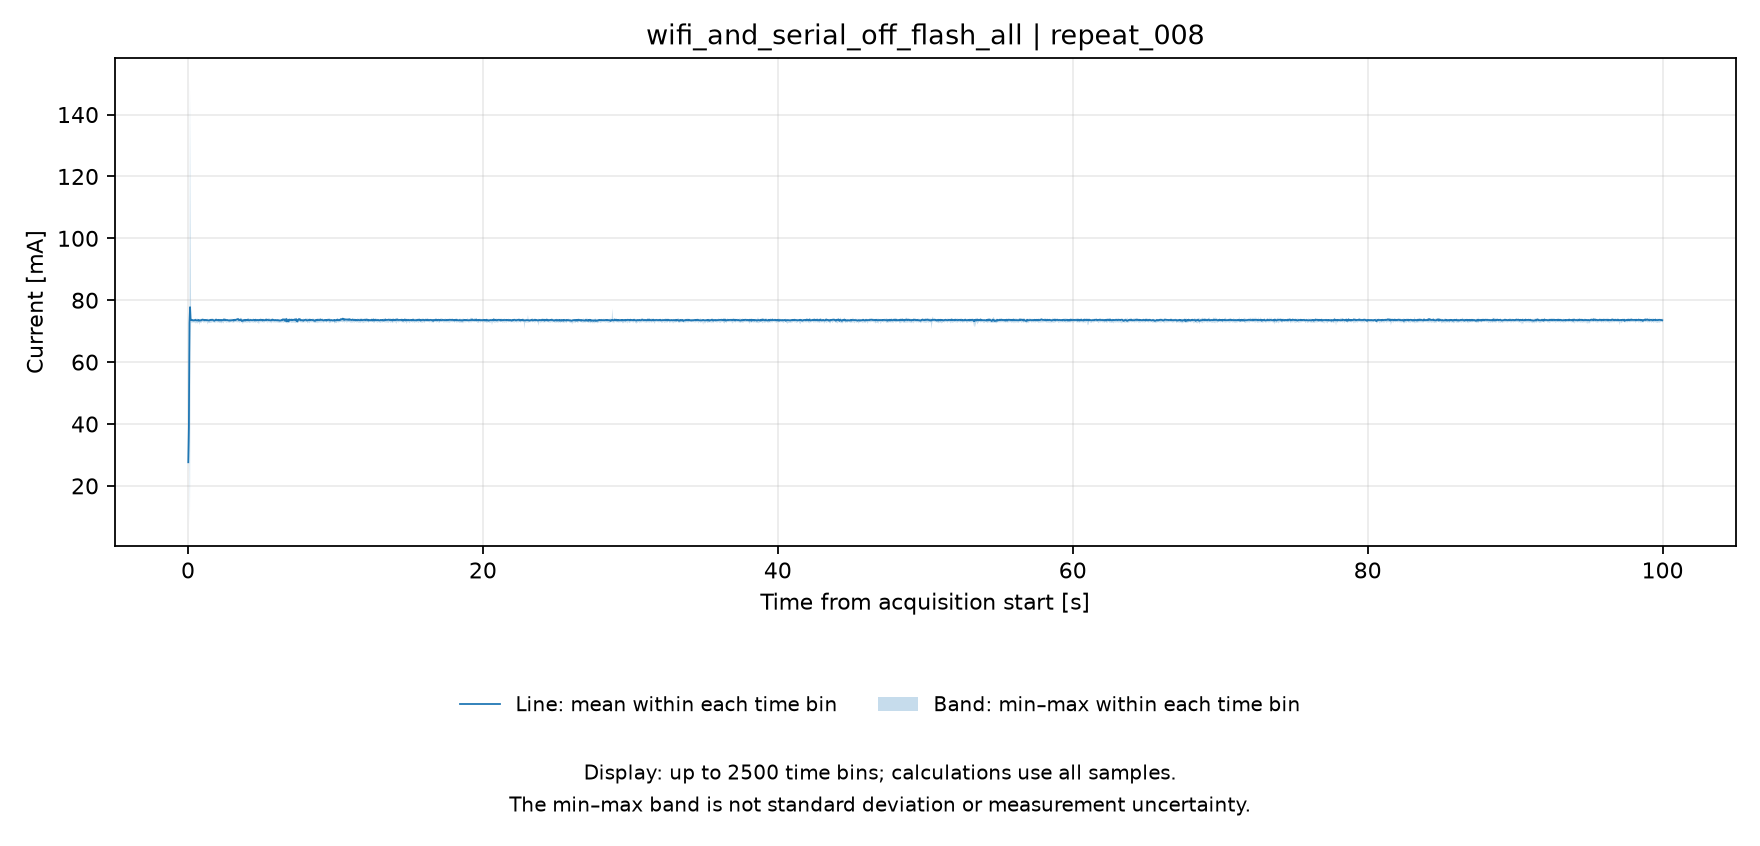 wifi_and_serial_off_flash_all | repeat_008
Current [mA]
140
120
100
80
60
40
20
0 20 40 60 80 100
Time from acquisition start [s]
Line: mean within each time bin Band: min–max within each time bin
Display: up to 2500 time bins; calculations use all samples.
The min–max band is not standard deviation or measurement uncertainty.